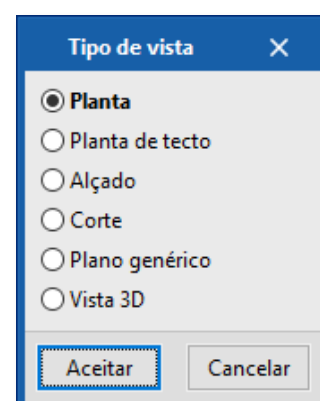 Tipo de vista
Planta
Planta de tecto
Alçado
Corte
Plano genérico
Vista 3D
Aceitar Cancelar